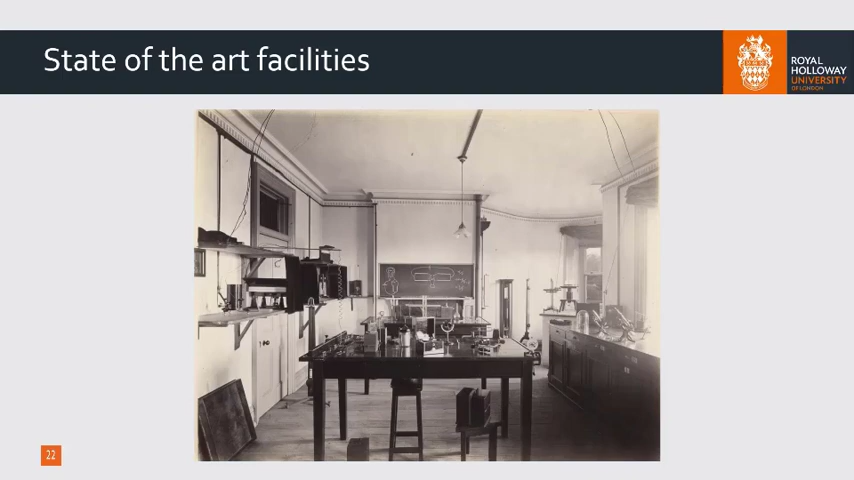 State of the art facilities
ROYAL
HOLLOWAY
UNIVERSITY
OF LONDON
22